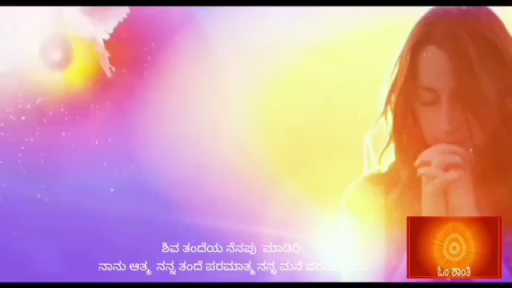 ಶಿವ ತಂದೆಯ ನೆನಪು ಮಾಡಿರಿ.
ನಾನು ಆತ್ಮ ನನ್ನ ತಂದೆ ಪರಮಾತ್ಮ ನನ್ನ ಮನೆ
ಓಂ ಶಾಂತಿ